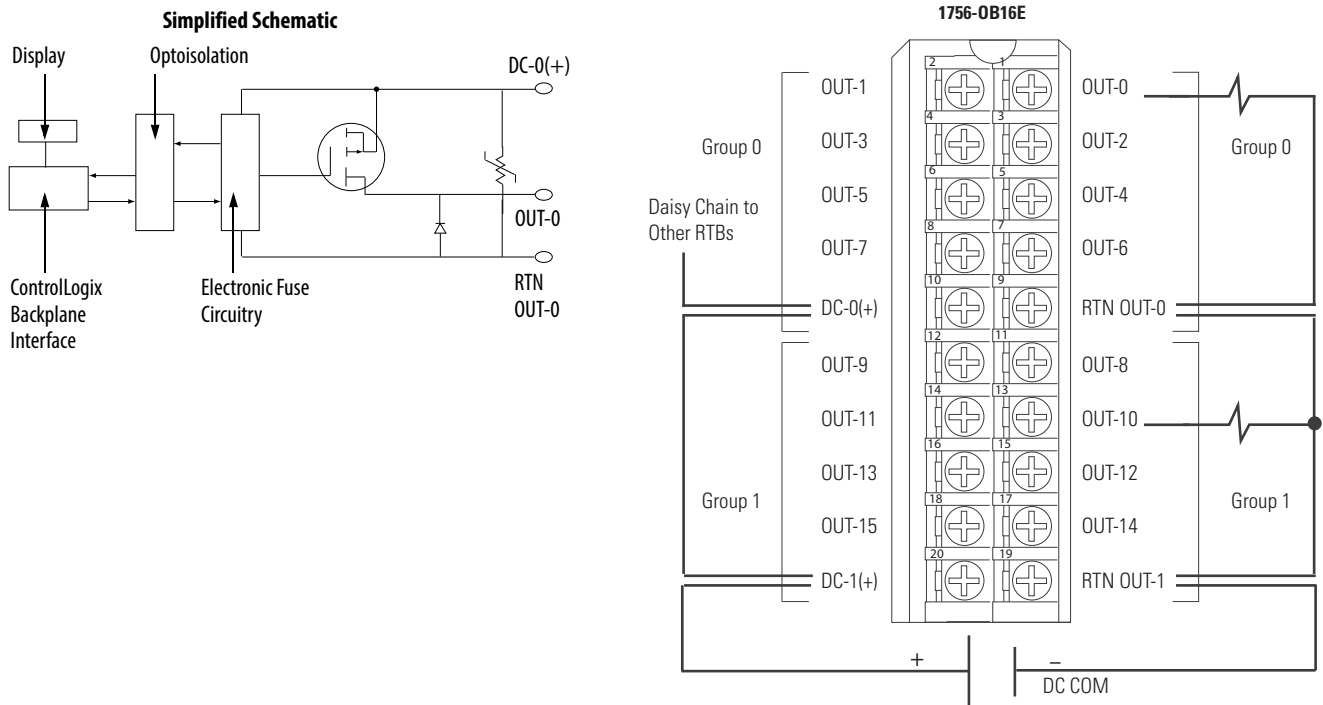 Simplified Schematic
Display
Optoisolation
DC-0(+)
OUT-0
RTN
OUT-0
ControlLogix
Backplane
Interface
Electronic Fuse
Circuitry
1756-OB16E
2 1
OUT-1 OUT-0
4 3
Group 0 OUT-3 OUT-2 Group 0
6 5
OUT-5 OUT-4
Daisy Chain to
Other RTBs
8 7
OUT-7 OUT-6
10 9
DC-0(+) RTN OUT-0
12 11
OUT-9 OUT-8
14 13
OUT-11 OUT-10
16 15
OUT-13 OUT-12
18 17
Group 1 OUT-15 OUT-14 Group 1
20 19
DC-1(+) RTN OUT-1
+ –
DC COM